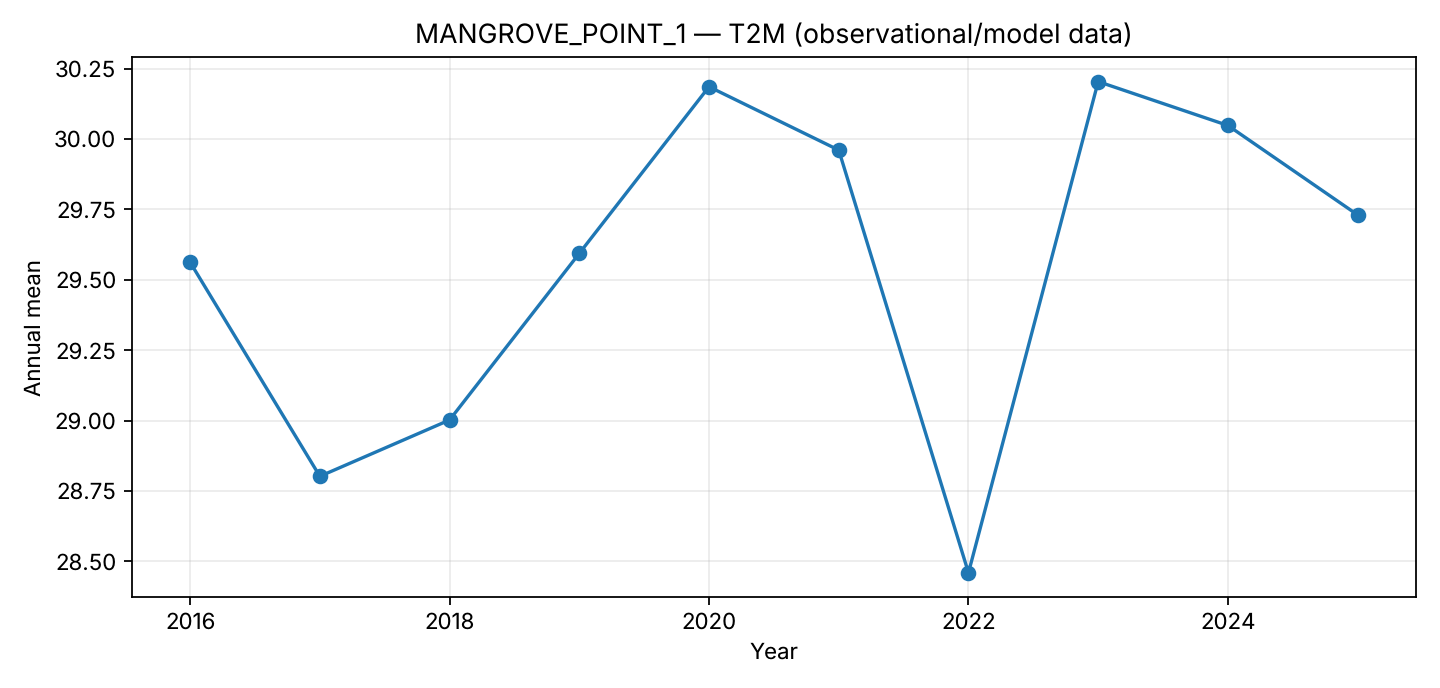 MANGROVE_POINT_1 — T2M (observational/model data)
30.25
30.00
29.75
29.50
29.25
29.00
28.75
28.50
Annual mean
2016 2018 2020 2022 2024
Year